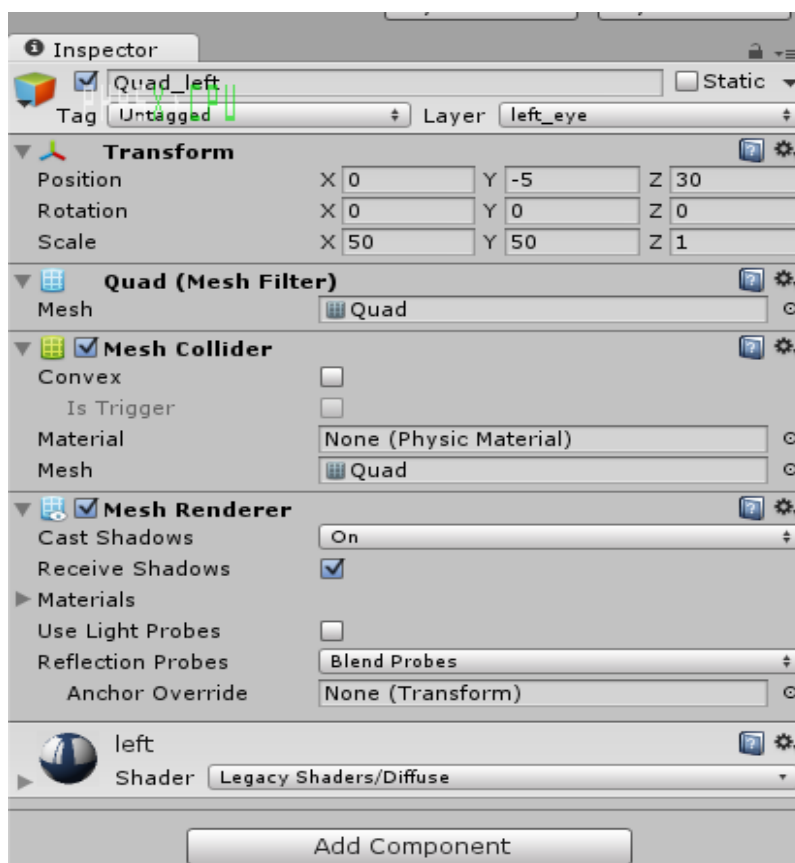 Inspector
Quad_left Static
PhysX>CPU
Tag Untagged Layer left_eye
Transform
Position X 0 Y -5 Z 30
Rotation X 0 Y 0 Z 0
Scale X 50 Y 50 Z 1
Quad (Mesh Filter)
Mesh Quad
Mesh Collider
Convex
Is Trigger
Material None (Physic Material)
Mesh Quad
Mesh Renderer
Cast Shadows On
Receive Shadows
Materials
Use Light Probes
Reflection Probes Blend Probes
Anchor Override None (Transform)
left
Shader Legacy Shaders/Diffuse
Add Component